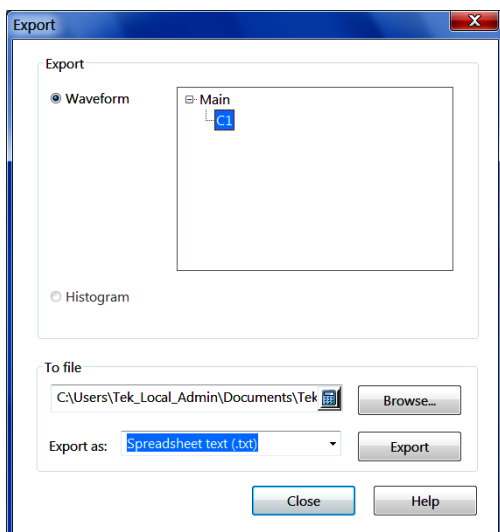 Export
X
Export
Waveform
Main
C1
Histogram
To file
C:\Users\Tek_Local_Admin\Documents\Tek
Browse...
Export as:
Spreadsheet text (.txt)
Export
Close
Help